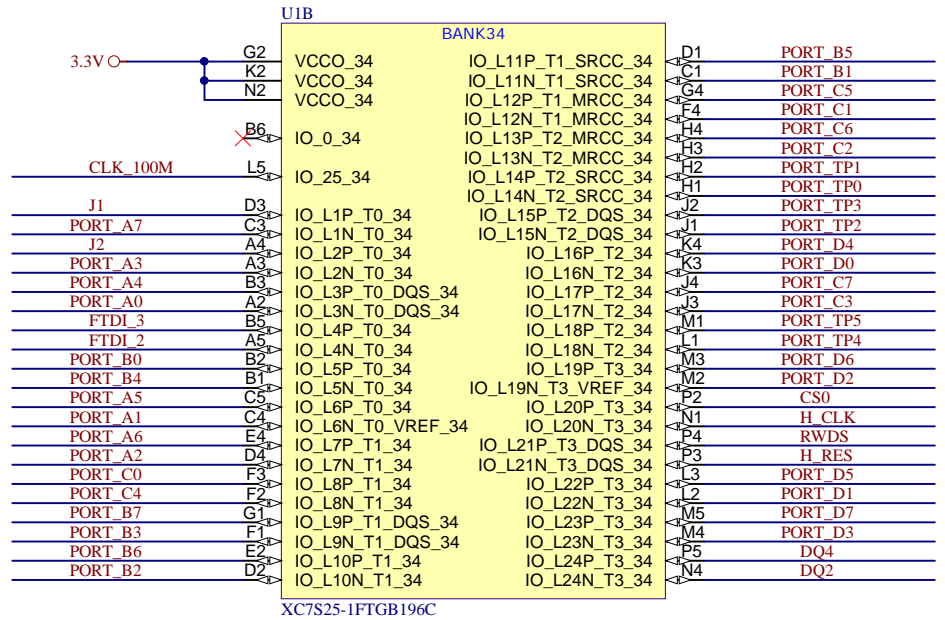 U1B
BANK34
3.3V G2 VCCO_34 IO_L11P_T1_SRCC_34 D1 PORT_B5
K2 VCCO_34 IO_L11N_T1_SRCC_34 C1 PORT_B1
N2 VCCO_34 IO_L12P_T1_MRCC_34 G4 PORT_C5
IO_L12N_T1_MRCC_34 F4 PORT_C1
B6 IO_0_34 IO_L13P_T2_MRCC_34 H4 PORT_C6
IO_L13N_T2_MRCC_34 H3 PORT_C2
CLK_100M L5 IO_25_34 IO_L14P_T2_SRCC_34 H2 PORT_TP1
IO_L14N_T2_SRCC_34 H1 PORT_TP0
J1 D3 IO_L1P_T0_34 IO_L15P_T2_DQS_34 J2 PORT_TP3
PORT_A7 C3 IO_L1N_T0_34 IO_L15N_T2_DQS_34 J1 PORT_TP2
J2 A4 IO_L2P_T0_34 IO_L16P_T2_34 K4 PORT_D4
PORT_A3 A3 IO_L2N_T0_34 IO_L16N_T2_34 K3 PORT_D0
PORT_A4 B3 IO_L3P_T0_DQS_34 IO_L17P_T2_34 J4 PORT_C7
PORT_A0 A2 IO_L3N_T0_DQS_34 IO_L17N_T2_34 J3 PORT_C3
FTDI_3 B5 IO_L4P_T0_34 IO_L18P_T2_34 M1 PORT_TP5
FTDI_2 A5 IO_L4N_T0_34 IO_L18N_T2_34 L1 PORT_TP4
PORT_B0 B2 IO_L5P_T0_34 IO_L19P_T3_34 M3 PORT_D6
PORT_B4 B1 IO_L5N_T0_34 IO_L19N_T3_VREF_34 M2 PORT_D2
PORT_A5 C5 IO_L6P_T0_34 IO_L20P_T3_34 P2 CS0
PORT_A1 C4 IO_L6N_T0_VREF_34 IO_L20N_T3_34 N1 H_CLK
PORT_A6 E4 IO_L7P_T1_34 IO_L21P_T3_DQS_34 P4 RWDS
PORT_A2 D4 IO_L7N_T1_34 IO_L21N_T3_DQS_34 P3 H_RES
PORT_C0 F3 IO_L8P_T1_34 IO_L22P_T3_34 L3 PORT_D5
PORT_C4 F2 IO_L8N_T1_34 IO_L22N_T3_34 L2 PORT_D1
PORT_B7 G1 IO_L9P_T1_DQS_34 IO_L23P_T3_34 M5 PORT_D7
PORT_B3 F1 IO_L9N_T1_DQS_34 IO_L23N_T3_34 M4 PORT_D3
PORT_B6 E2 IO_L10P_T1_34 IO_L24P_T3_34 P5 DQ4
PORT_B2 D2 IO_L10N_T1_34 IO_L24N_T3_34 N4 DQ2
XC7S25-1FTGB196C